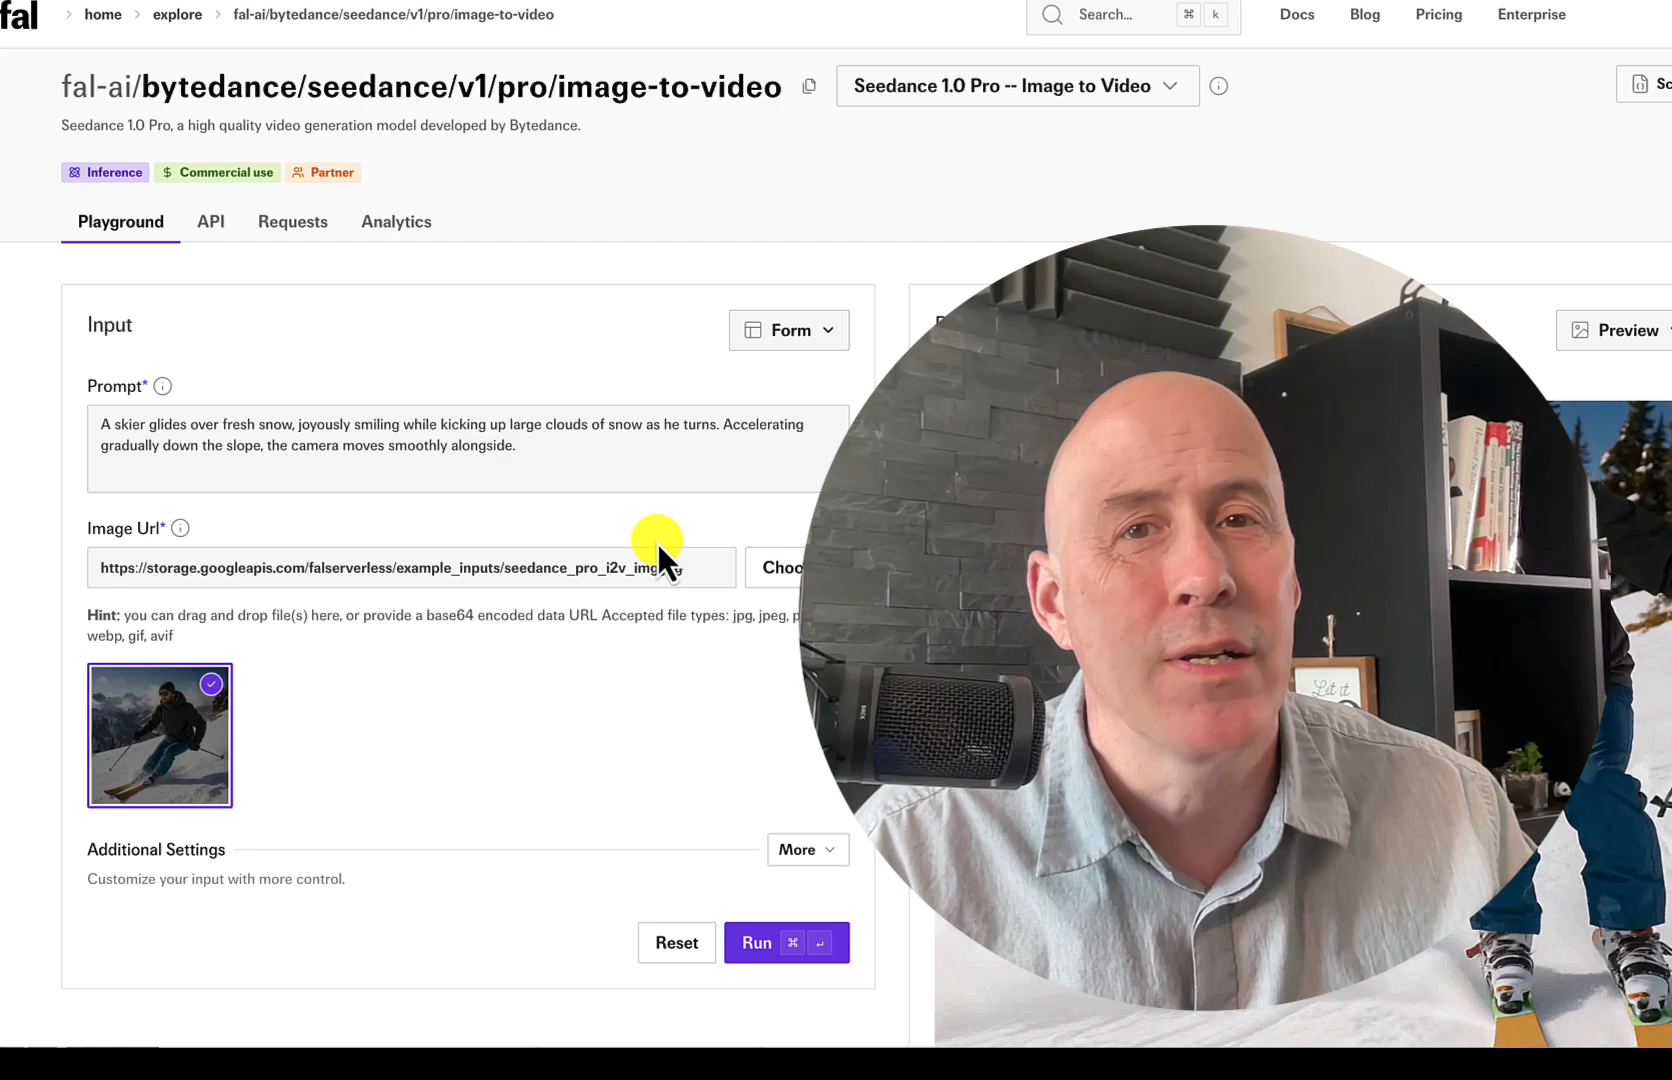 fal
home
explore
fal-ai/bytedance/seedance/v1/pro/image-to-video
Search...
⌘
k
Docs
Blog
Pricing
Enterprise
fal-ai/bytedance/seedance/v1/pro/image-to-video
Seedance 1.0 Pro -- Image to Video
Seedance 1.0 Pro, a high quality video generation model developed by Bytedance.
Inference
$ Commercial use
Partner
Playground
API
Requests
Analytics
Input
Form
Preview
Prompt*
A skier glides over fresh snow, joyously smiling while kicking up large clouds of snow as he turns. Accelerating
gradually down the slope, the camera moves smoothly alongside.
Image Url*
https://storage.googleapis.com/falserverless/example_inputs/seedance_pro_i2v_img
Choo
Hint: you can drag and drop file(s) here, or provide a base64 encoded data URL Accepted file types: jpg, jpeg, p
webp, gif, avif
BACK
Let it
Additional Settings
More
Customize your input with more control.
Reset
Run ⌘ ↵